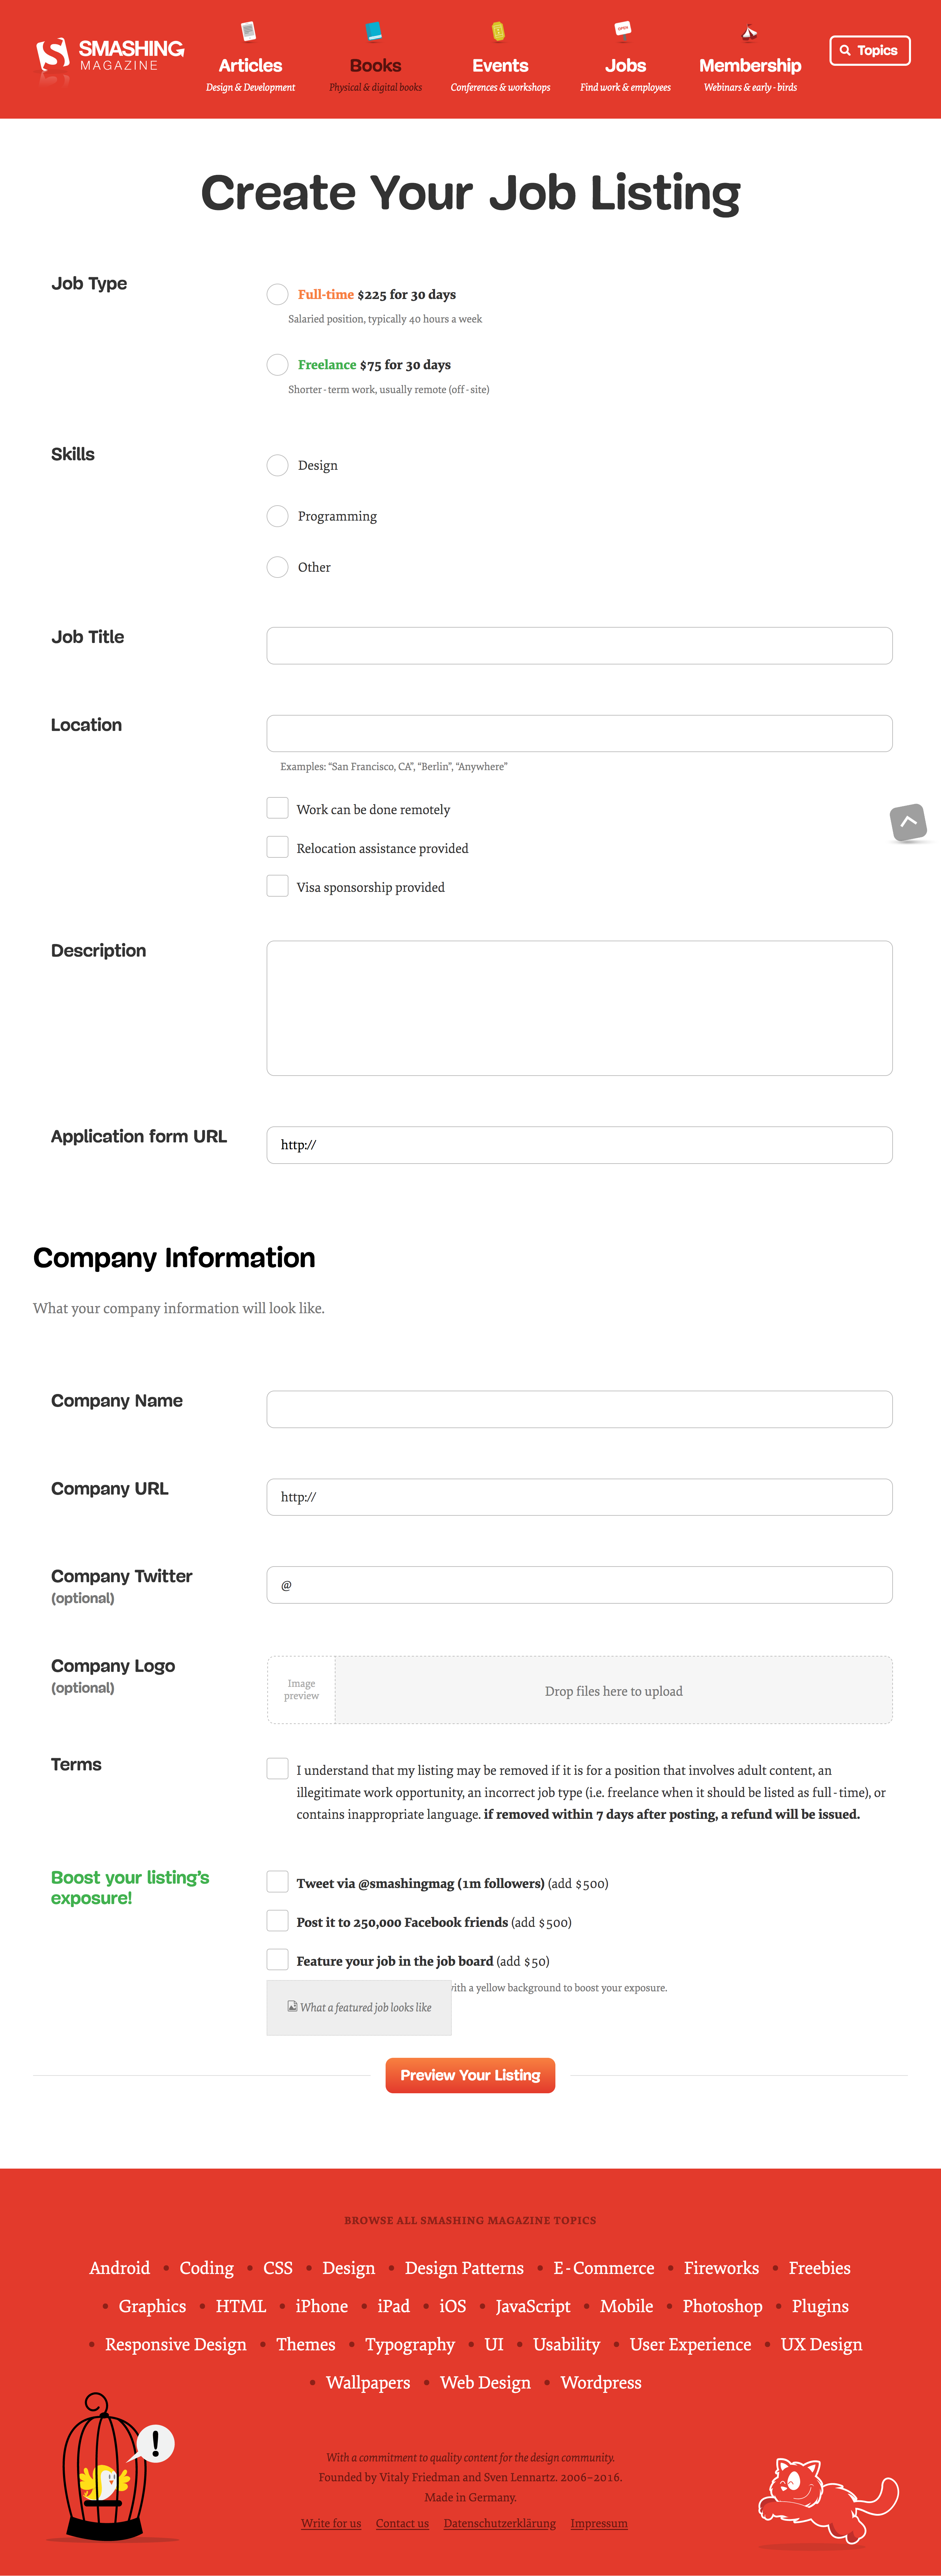 SMASHING
MAGAZINE
Articles
Design & Development
Books
Physical & digital books
Events
Conferences & workshops
OPEN
Jobs
Find work & employees
Membership
Webinars & early-birds
Topics
Create Your Job Listing
Job Type
Full-time $225 for 30 days
Salaried position, typically 40 hours a week
Freelance $75 for 30 days
Shorter-term work, usually remote (off-site)
Skills
Design
Programming
Other
Job Title
Location
Examples: “San Francisco, CA”, “Berlin”, “Anywhere”
Work can be done remotely
Relocation assistance provided
Visa sponsorship provided
Description
Application form URL
http://
Company Information
What your company information will look like.
Company Name
Company URL
http://
Company Twitter
(optional)
@
Company Logo
(optional)
Image
preview
Drop files here to upload
Terms
I understand that my listing may be removed if it is for a position that involves adult content, an
illegitimate work opportunity, an incorrect job type (i.e. freelance when it should be listed as full-time), or
contains inappropriate language. if removed within 7 days after posting, a refund will be issued.
Boost your listing’s
exposure!
Tweet via @smashingmag (1m followers) (add $500)
Post it to 250,000 Facebook friends (add $500)
Feature your job in the job board (add $50)
with a yellow background to boost your exposure.
What a featured job looks like
Preview Your Listing
BROWSE ALL SMASHING MAGAZINE TOPICS
Android • Coding • CSS • Design • Design Patterns • E-Commerce • Fireworks • Freebies
• Graphics • HTML • iPhone • iPad • iOS • JavaScript • Mobile • Photoshop • Plugins
• Responsive Design • Themes • Typography • UI • Usability • User Experience • UX Design
• Wallpapers • Web Design • Wordpress
!
With a commitment to quality content for the design community.
Founded by Vitaly Friedman and Sven Lennartz. 2006–2016.
Made in Germany.
Write for us Contact us Datenschutzerklärung Impressum